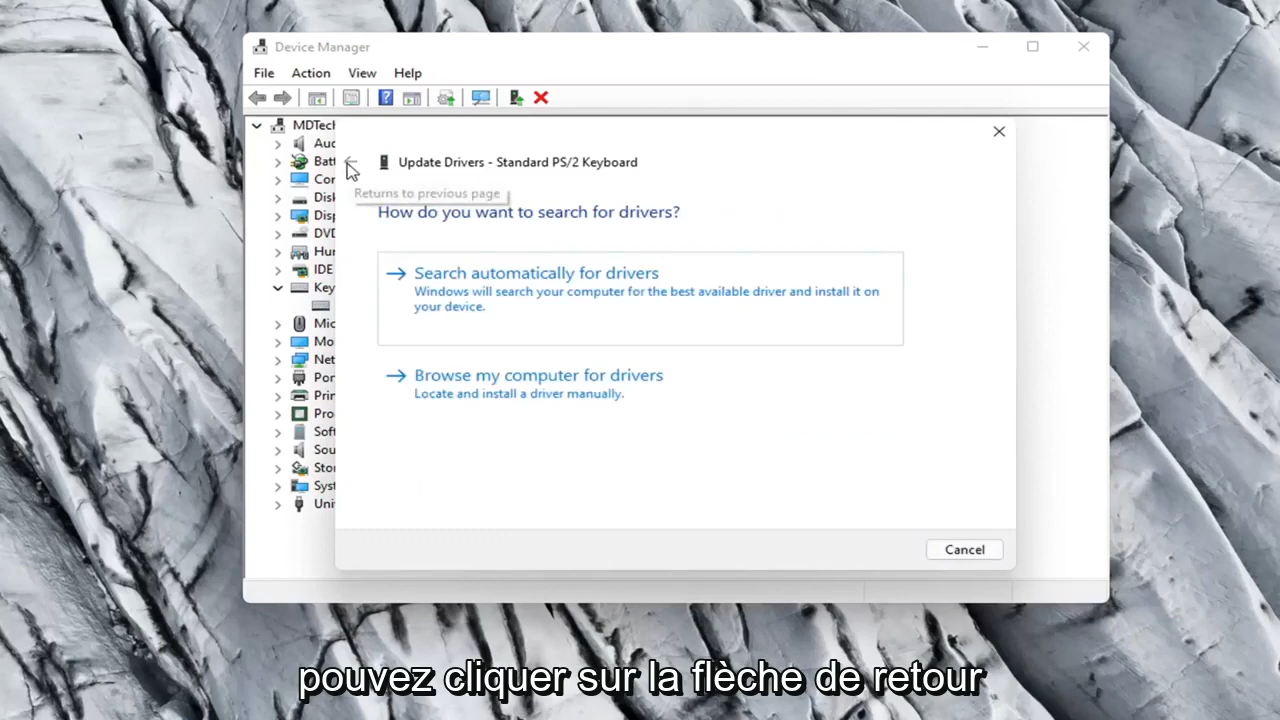 Device Manager
File Action View Help
MDTech
Aud
Batt
Returns to previous page
Update Drivers - Standard PS/2 Keyboard
How do you want to search for drivers?
Search automatically for drivers
Windows will search your computer for the best available driver and install it on
your device.
Browse my computer for drivers
Locate and install a driver manually.
Cancel
Con
Disk
Disp
DVD
Hun
IDE
Key
Mic
Mo
Net
Por
Prin
Pro
Soft
Sou
Stor
Syst
Uni
pouvez cliquer sur la flèche de retour